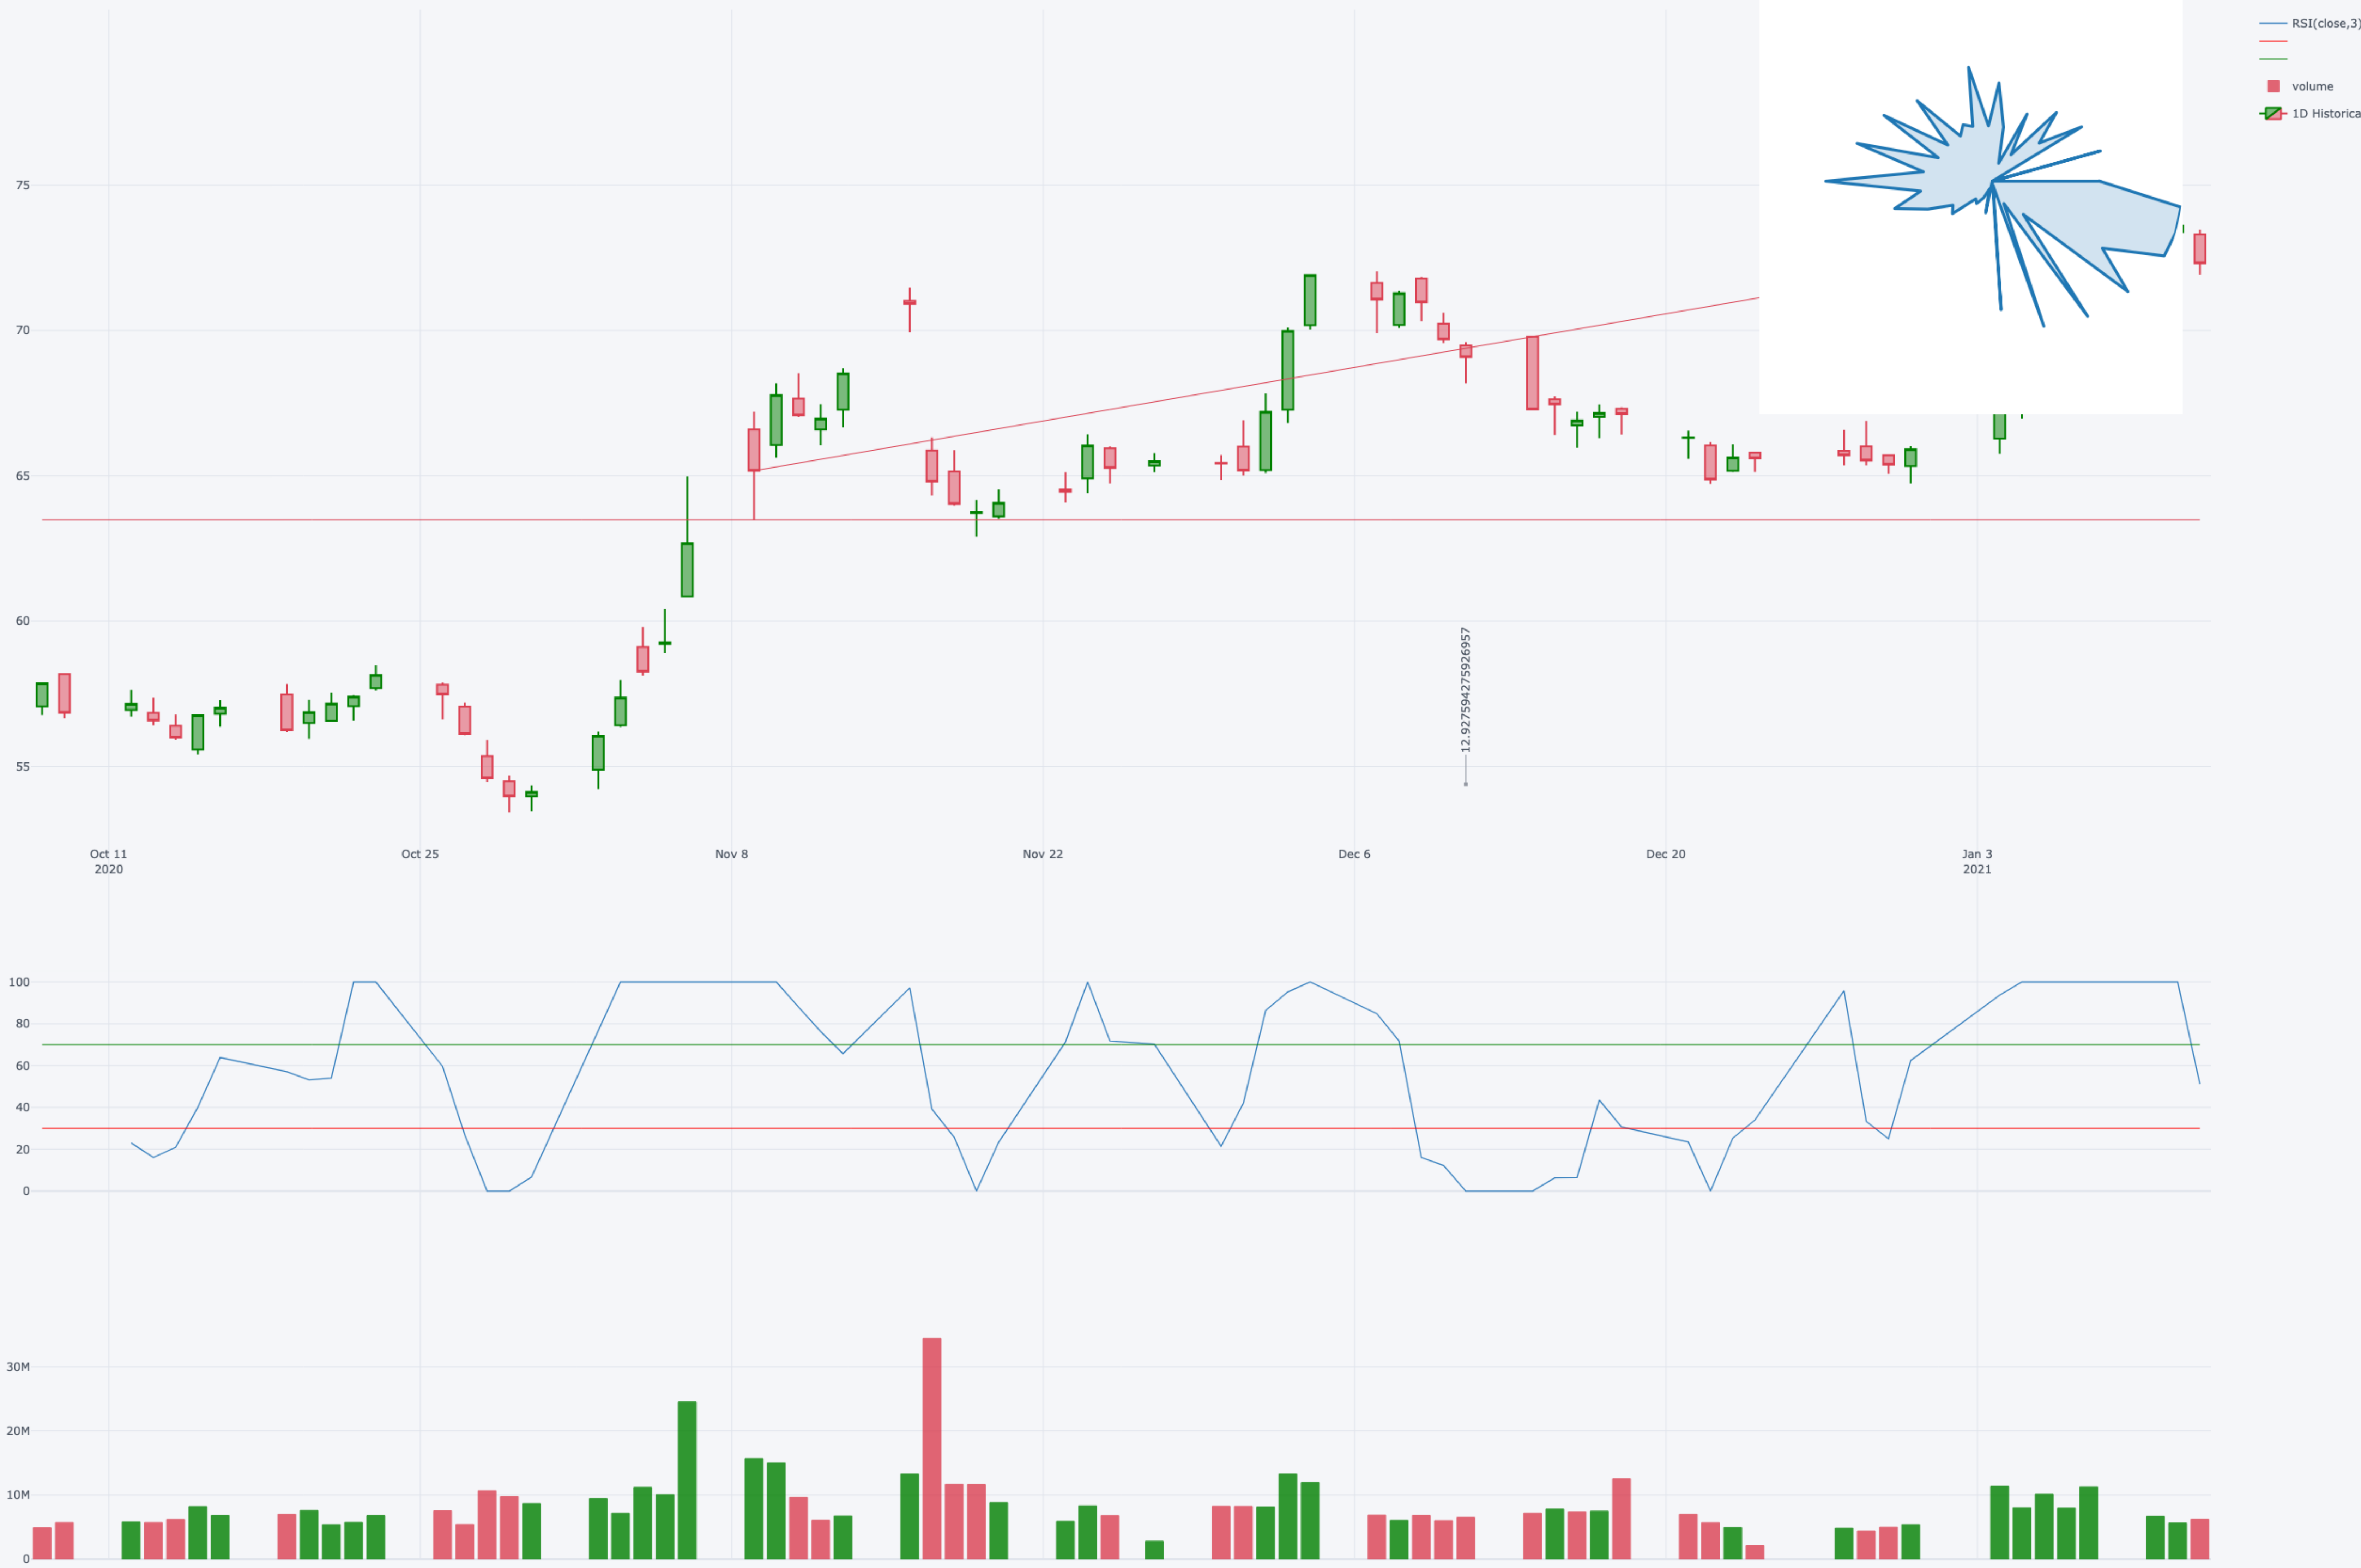 RSI(close,3)
volume
1D Historica
75
70
65
60
55
12.927594275926957
Oct 11
2020
Oct 25
Nov 8
Nov 22
Dec 6
Dec 20
Jan 3
2021
100
80
60
40
20
0
30M
20M
10M
0